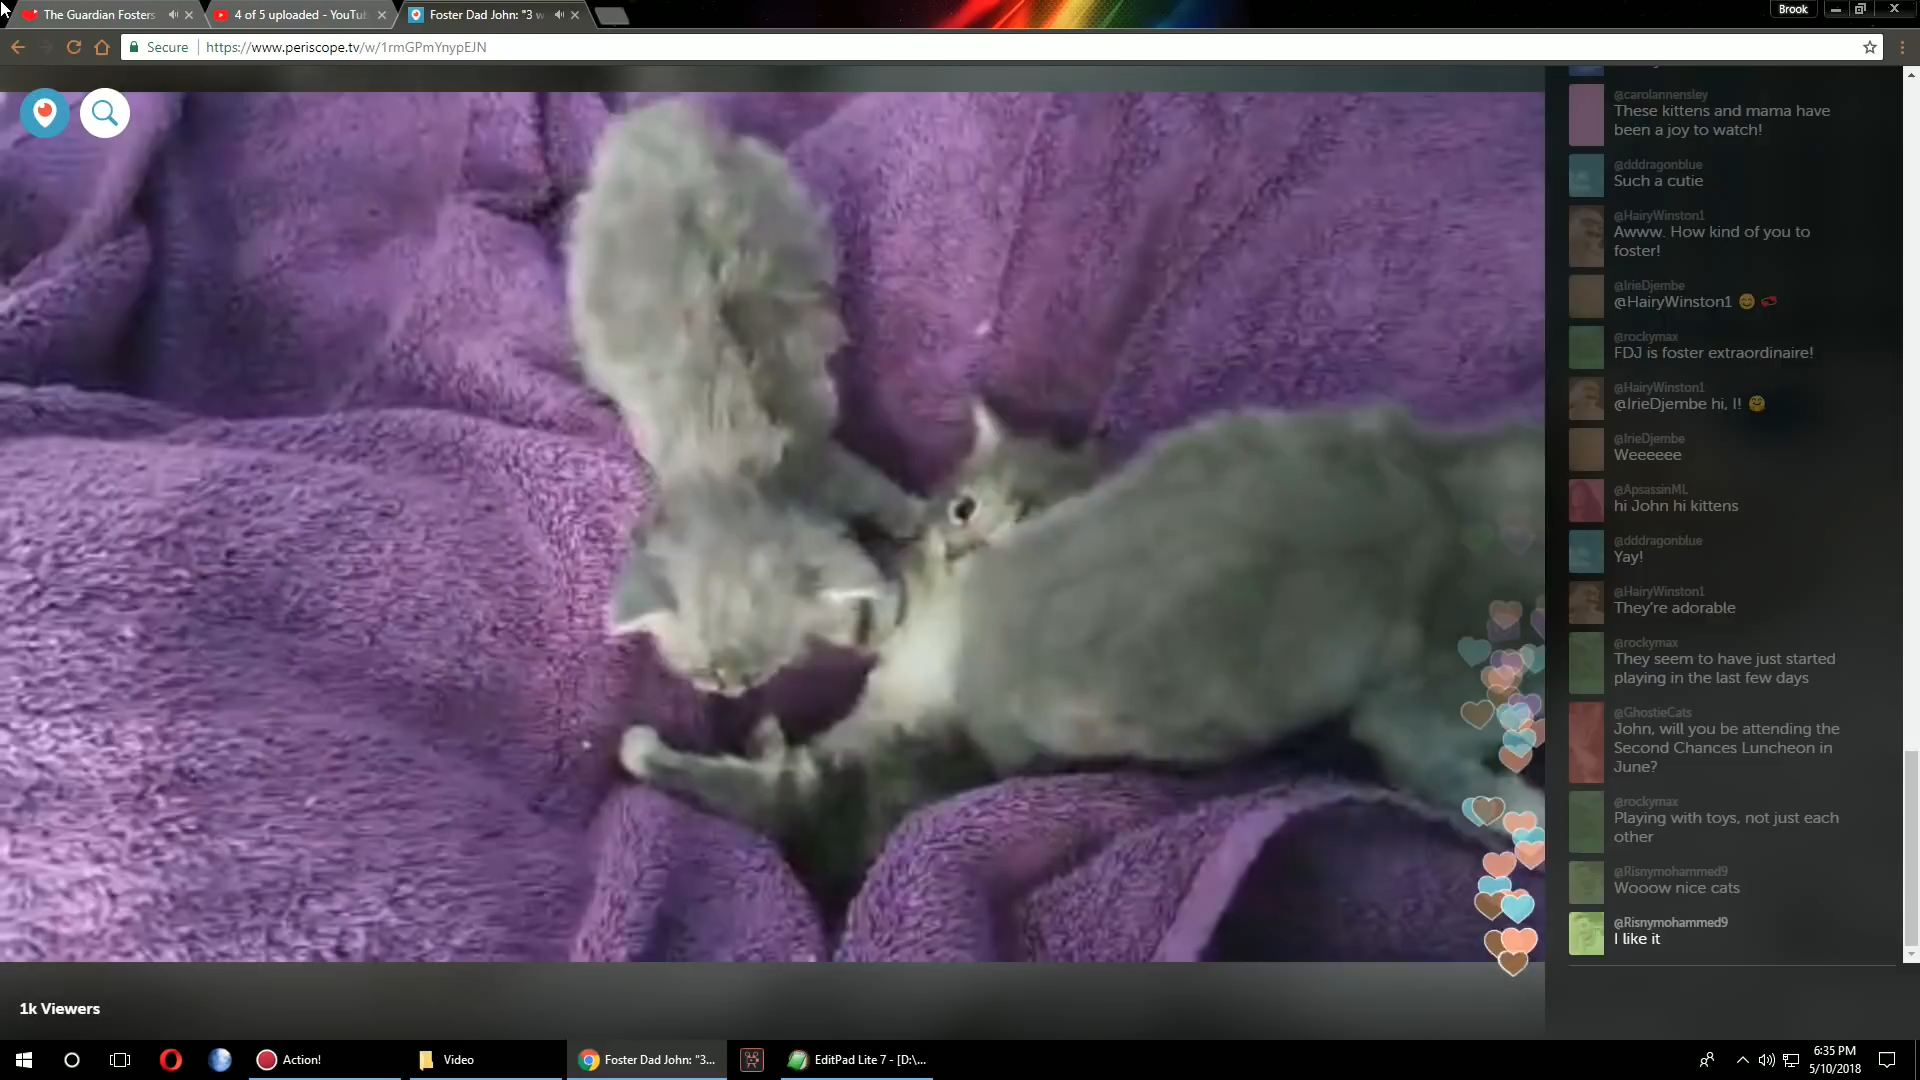 The Guardian Fosters
4 of 5 uploaded - YouTu
Foster Dad John: "3 w
Brook
Secure
https://www.periscope.tv/w/1rmGPmYnypEJN
@carolannensley
These kittens and mama have
been a joy to watch!
@dddragonblue
Such a cutie
@HairyWinston1
Awww. How kind of you to
foster!
@IrieDjembe
@HairyWinston1
@rockymax
FDJ is foster extraordinaire!
@HairyWinston1
@IrieDjembe hi, I!
@IrieDjembe
Weeeeee
@ApsassinML
hi John hi kittens
@dddragonblue
Yay!
@HairyWinston1
They're adorable
@rockymax
They seem to have just started
playing in the last few days
@GhostieCats
John, will you be attending the
Second Chances Luncheon in
June?
@rockymax
Playing with toys, not just each
other
@Risnymohammed9
Wooow nice cats
@Risnymohammed9
I like it
1k Viewers
Action!
Video
Foster Dad John: "3...
EditPad Lite 7 - [D:\...
6:35 PM
5/10/2018